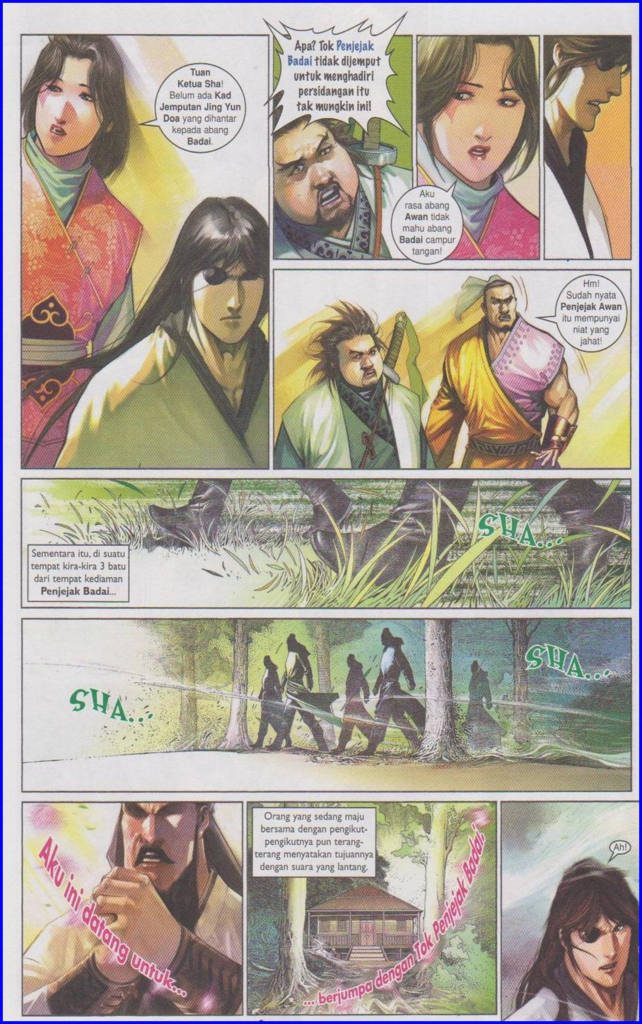 Tuan
Ketua Sha!
Belum ada Kad
Jemputan Jing Yun
Doa yang dihantar
kepada abang
Badai.
Apa? Tok Penjejak
Badai tidak dijemput
untuk menghadiri
persidangan itu
tak mungkin ini!
Aku
rasa abang
Awan tidak
mahu abang
Badai campur
tangan!
Hm!
Sudah nyata
Penjejak Awan
itu mempunyai
niat yang
jahat!
Sementara itu, di suatu
tempat kira-kira 3 batu
dari tempat kediaman
Penjejak Badai...
SHA...
SHA...
SHA...
Aku ini datang untuk...
Orang yang sedang maju
bersama dengan pengikut-
pengikutnya pun terang-
terang menyatakan tujuannya
dengan suara yang lantang.
... berjumpa dengan Tok Penjejak Badai!
Ah!